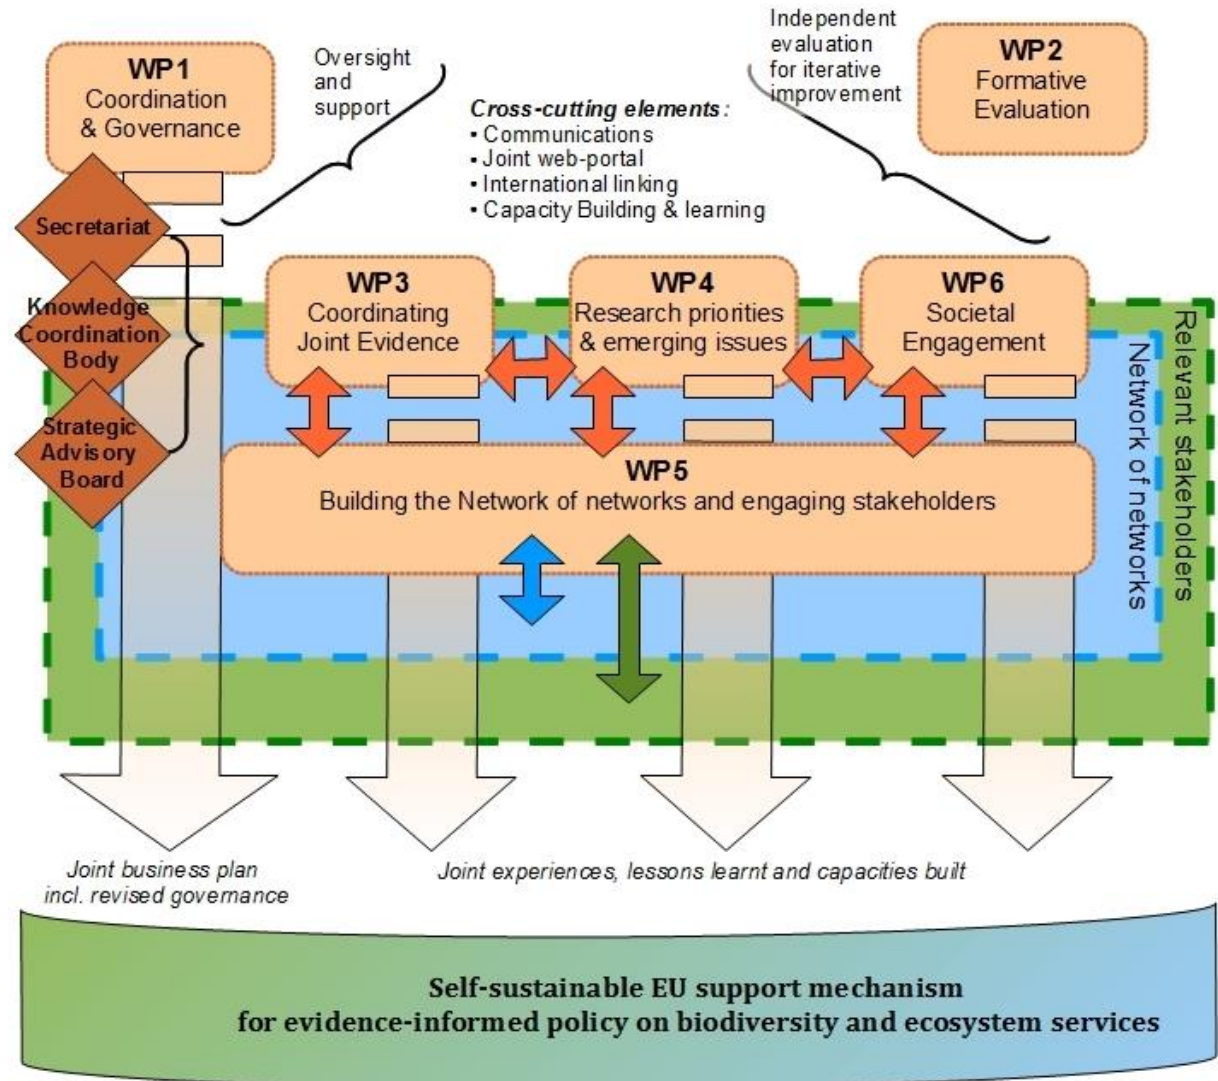 WP1
Coordination
& Governance
Oversight
and
support
Cross-cutting elements:
▪ Communications
▪ Joint web-portal
▪ International linking
▪ Capacity Building & learning
Independent
evaluation
for iterative
improvement
WP2
Formative
Evaluation
Secretariat
Knowledge
Coordination
Body
Strategic
Advisory
Board
WP3
Coordinating
Joint Evidence
WP4
Research priorities
& emerging issues
WP6
Societal
Engagement
Relevant stakeholders
Network of networks
WP5
Building the Network of networks and engaging stakeholders
Joint business plan
incl. revised governance
Joint experiences, lessons learnt and capacities built
Self-sustainable EU support mechanism
for evidence-informed policy on biodiversity and ecosystem services